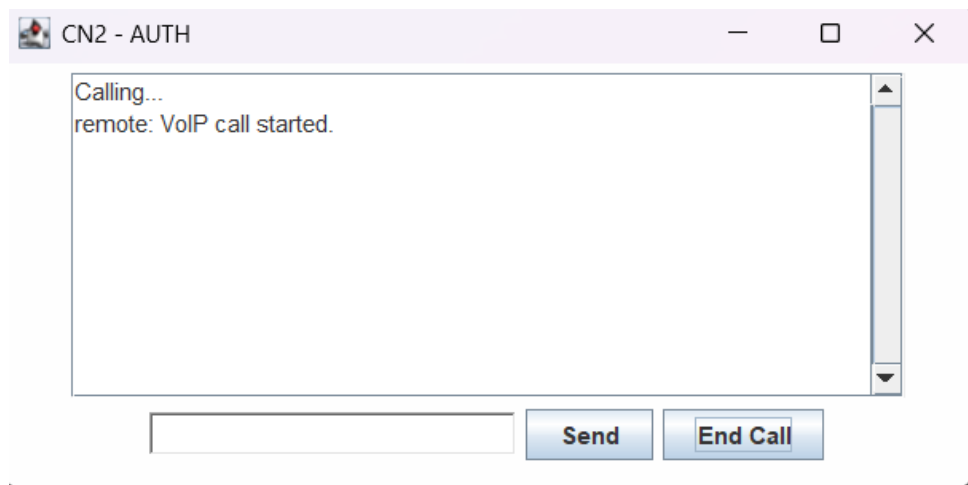 CN2 - AUTH
Calling...
remote: VoIP call started.
Send
End Call